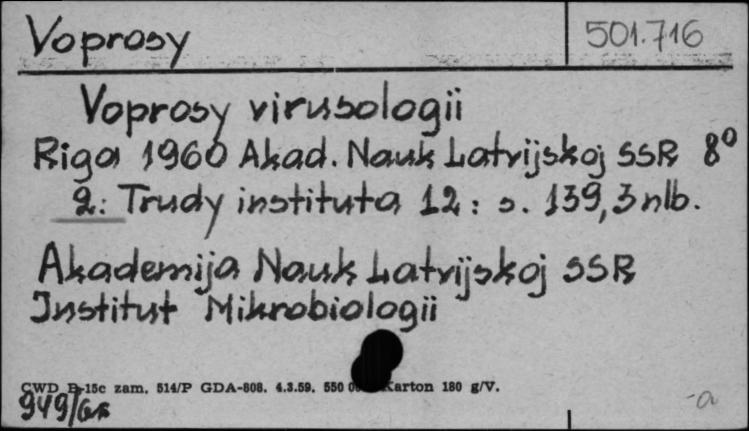 Voprosy 501.716
Voprosy virusologii
Riga 1960 Akad. Nauk Latvijskoj SSR 8°
2: Trudy instituta 12: s. 139, 3 nlb.
Akademija Nauk Latvijskoj SSR
Institut Mikrobiologii
CWD B-15c zam. 514/P GDA-808. 4.3.59. 550 Karton 180 g/V.
949/ -a